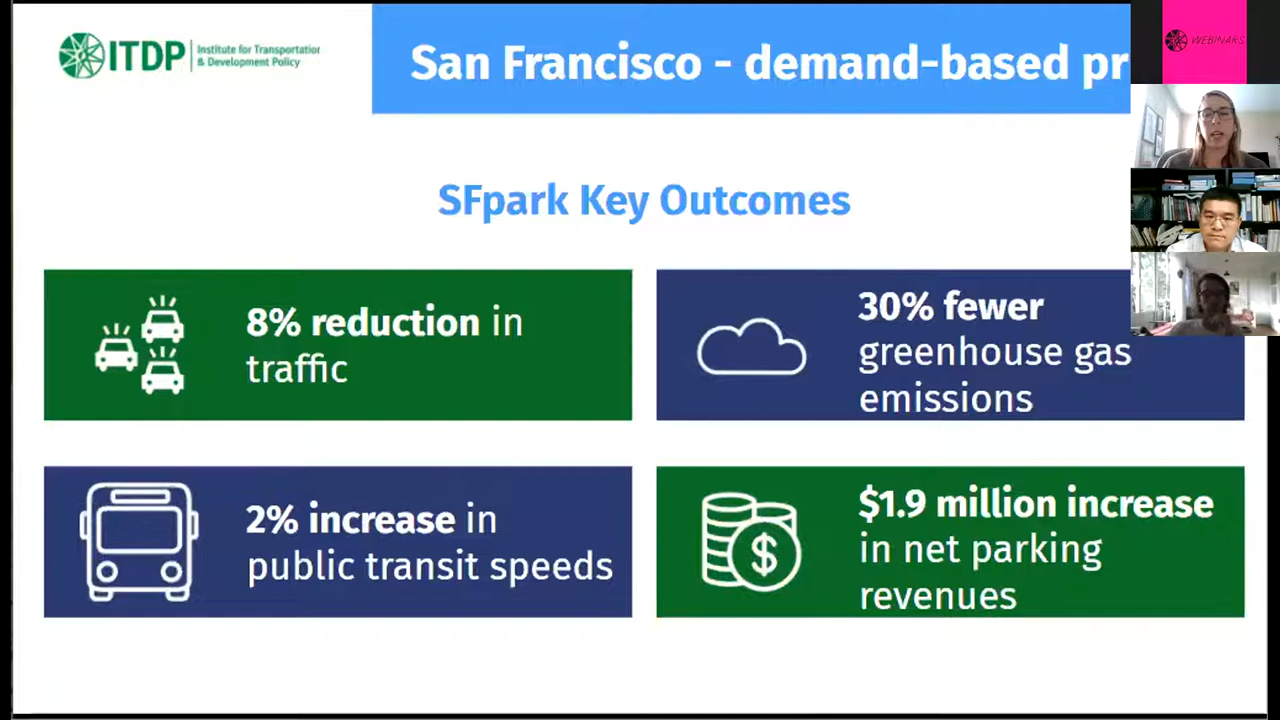 ITDP
Institute for Transportation
& Development Policy
San Francisco - demand-based pr
WEBINARS
SFpark Key Outcomes
8% reduction in
traffic
30% fewer
greenhouse gas
emissions
2% increase in
public transit speeds
$1.9 million increase
in net parking
revenues
$